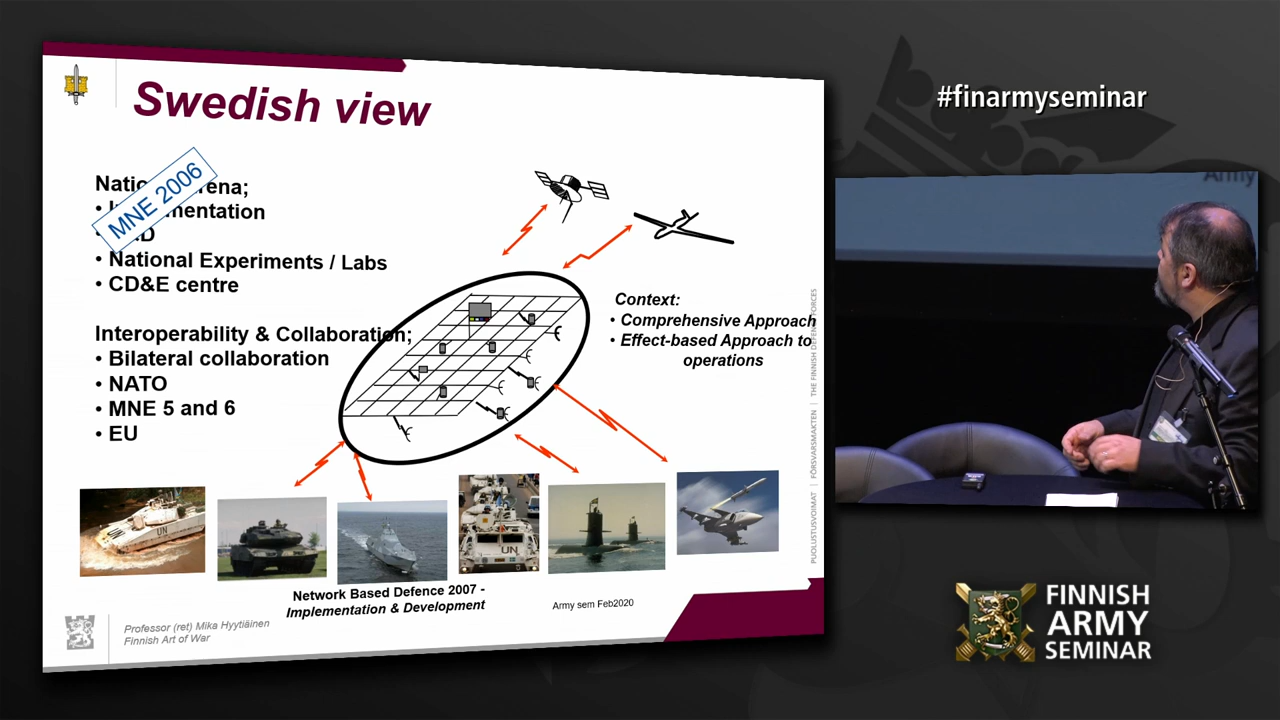 Swedish view
MNE 2006
arena;
mentation
• National Experiments / Labs
• CD&E centre
Interoperability & Collaboration;
• Bilateral collaboration
• NATO
• MNE 5 and 6
• EU
Context:
• Comprehensive Approach
• Effect-based Approach to
operations
UN
UN
Network Based Defence 2007 -
Implementation & Development
Army sem Feb2020
Professor (ret) Mika Hyytiäinen
Finnish Art of War
PUOLUSTUSVOIMAT | FÖRSVARSMAKTEN | THE FINNISH DEFENCE FORCES
#finarmyseminar
Army
FINNISH
ARMY
SEMINAR